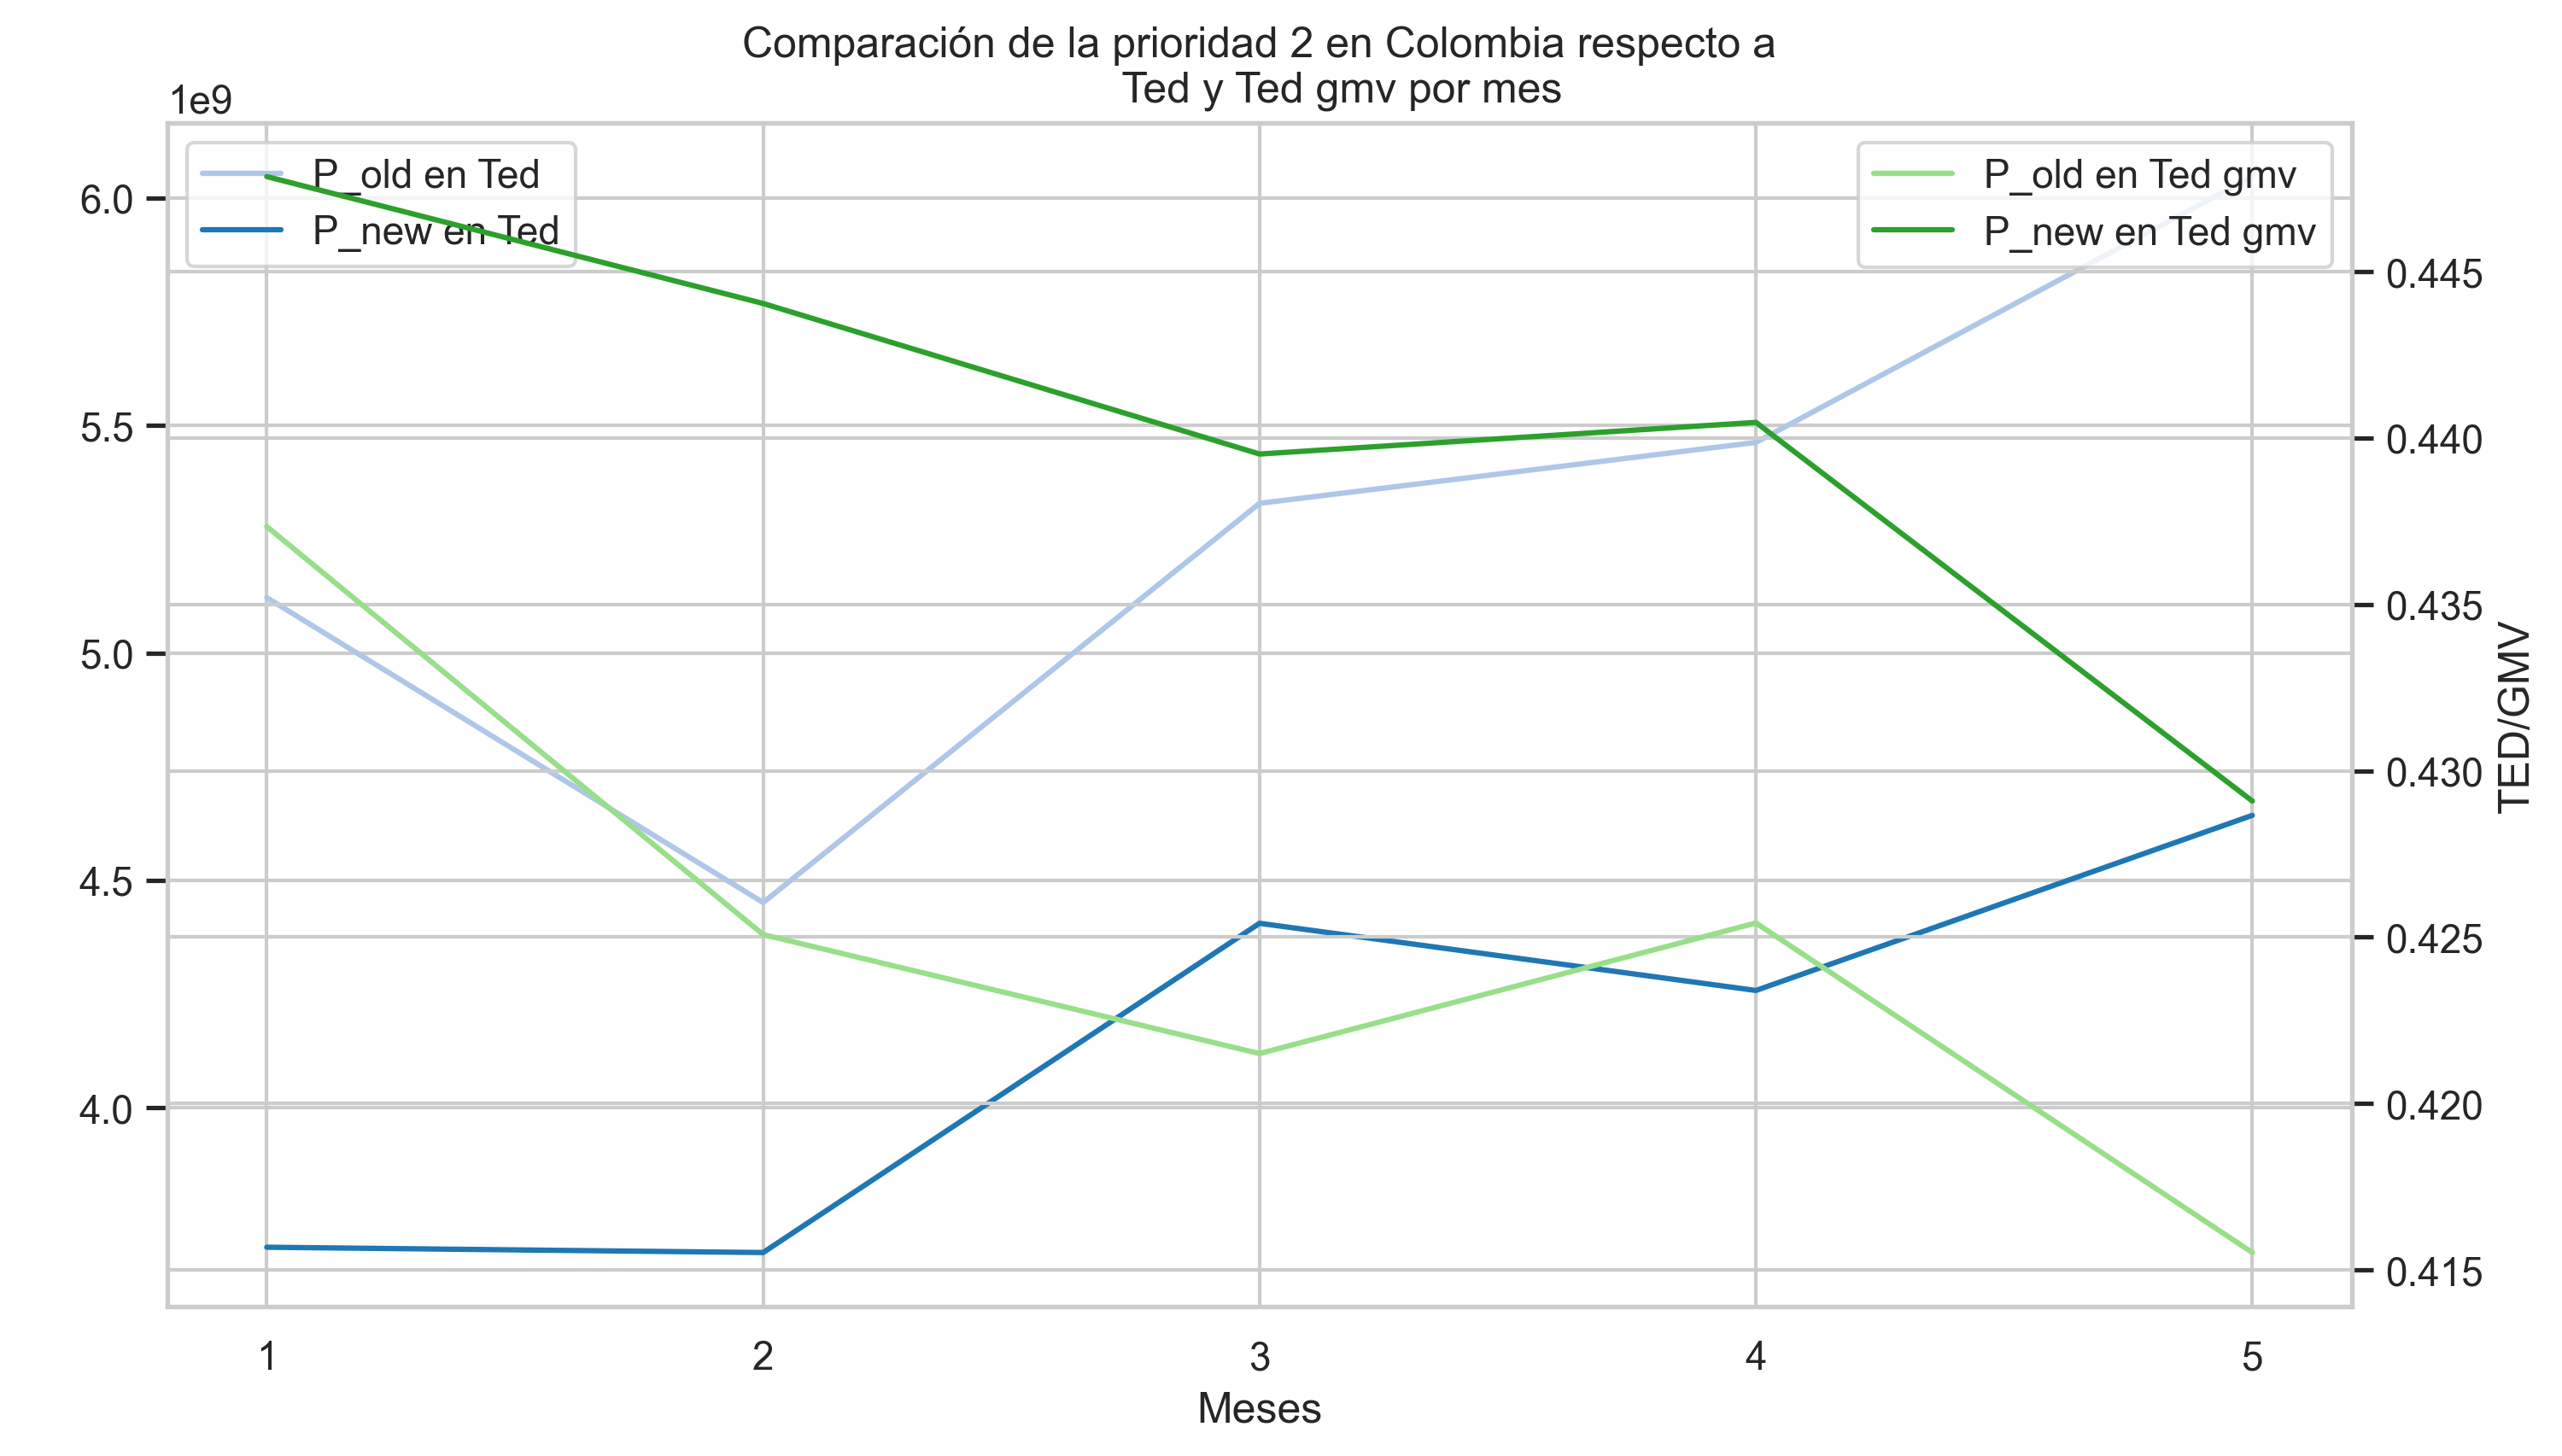 Comparación de la prioridad 2 en Colombia respecto a
Ted y Ted gmv por mes
1e9
P_old en Ted
P_new en Ted
P_old en Ted gmv
P_new en Ted gmv
6.0
5.5
5.0
4.5
4.0
0.445
0.440
0.435
0.430
0.425
0.420
0.415
TED/GMV
1 2 3 4 5
Meses